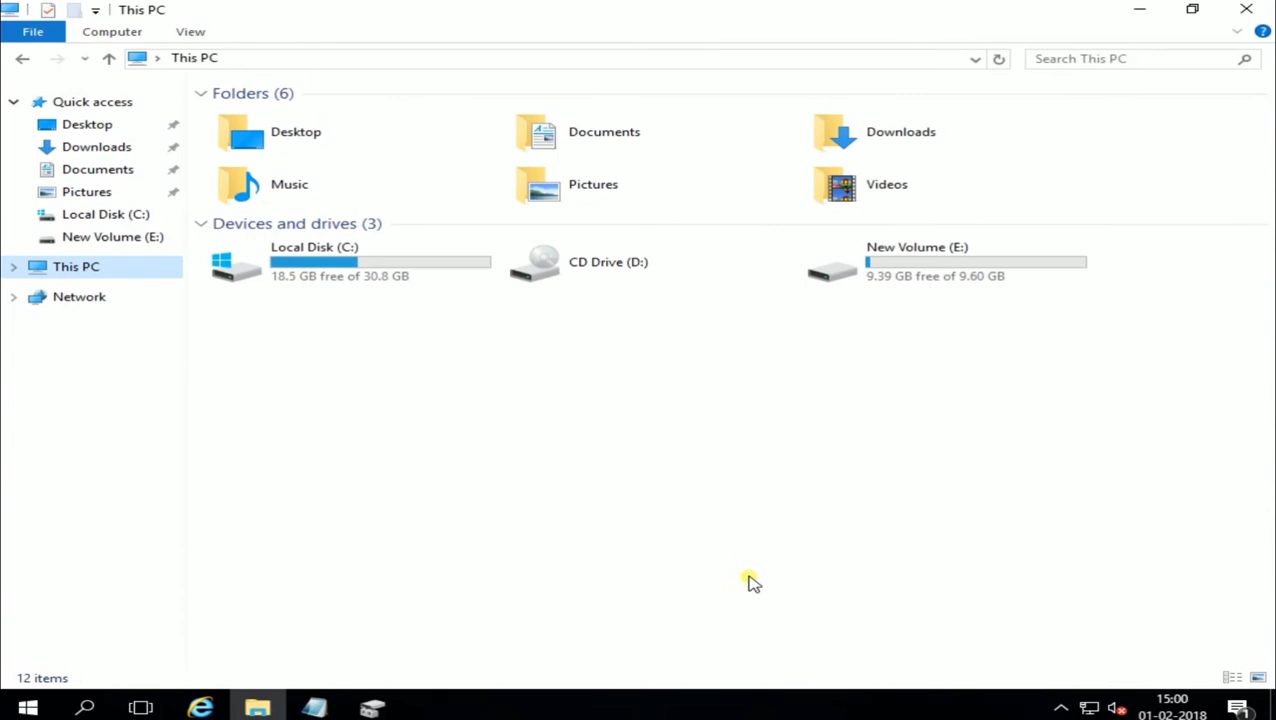 This PC
File Computer View
This PC
Search This PC
Quick access
Desktop
Downloads
Documents
Pictures
Local Disk (C:)
New Volume (E:)
This PC
Network
Folders (6)
Desktop
Documents
Downloads
Music
Pictures
Videos
Devices and drives (3)
Local Disk (C:)
18.5 GB free of 30.8 GB
CD Drive (D:)
New Volume (E:)
9.39 GB free of 9.60 GB
12 items
15:00
01-02-2018
1